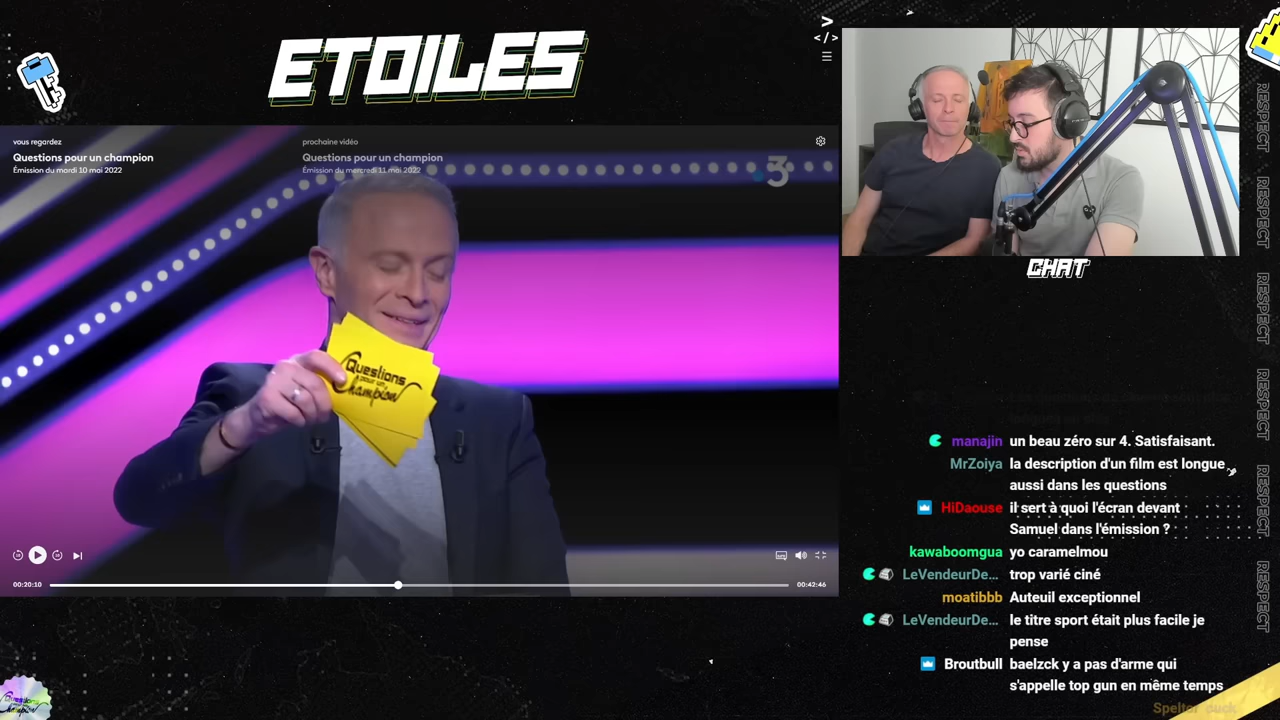 ETOILES
vous regardez
Questions pour un champion
Émission du mardi 10 mai 2022
prochaine vidéo
Questions pour un champion
Émission du mercredi 11 mai 2022
3
Questions
pour un
Champion
00:20:10
00:42:46
CHAT
manajin un beau zéro sur 4. Satisfaisant.
MrZoiya la description d'un film est longue
aussi dans les questions
HiDaouse il sert à quoi l'écran devant
Samuel dans l'émission ?
kawaboomgua yo caramelmou
LeVendeurDe... trop varié ciné
moatibbb Auteuil exceptionnel
LeVendeurDe... le titre sport était plus facile je
pense
Broutbull baelzck y a pas d'arme qui
s'appelle top gun en même temps
RESPECT
RESPECT
RESPECT
RESPECT
RESPECT
RESPECT